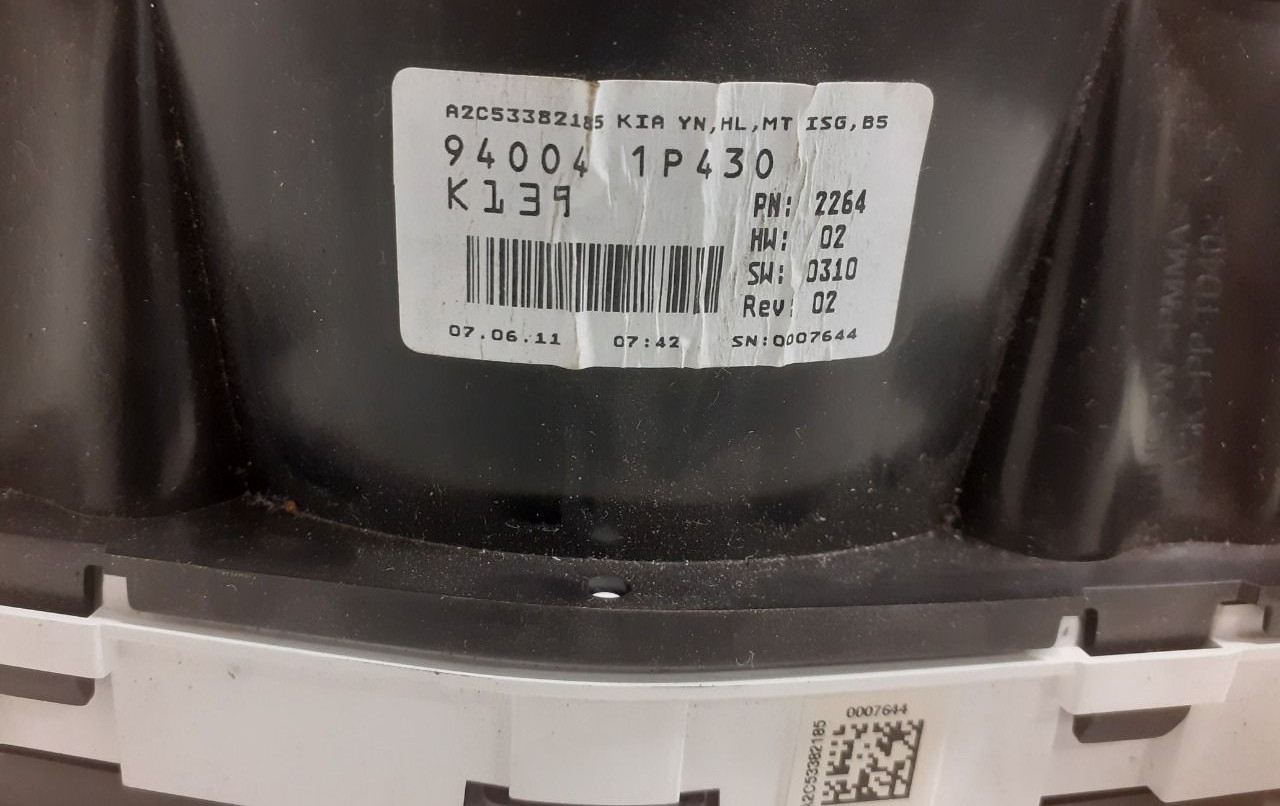 A2C53382185 KIA YN,HL,MT ISG,B5
94004 1P430
K139
PN: 2264
HW: 02
SW: 0310
Rev: 02
07.06.11 07:42 SN:0007644
PMMA
0007644
A2C53382185